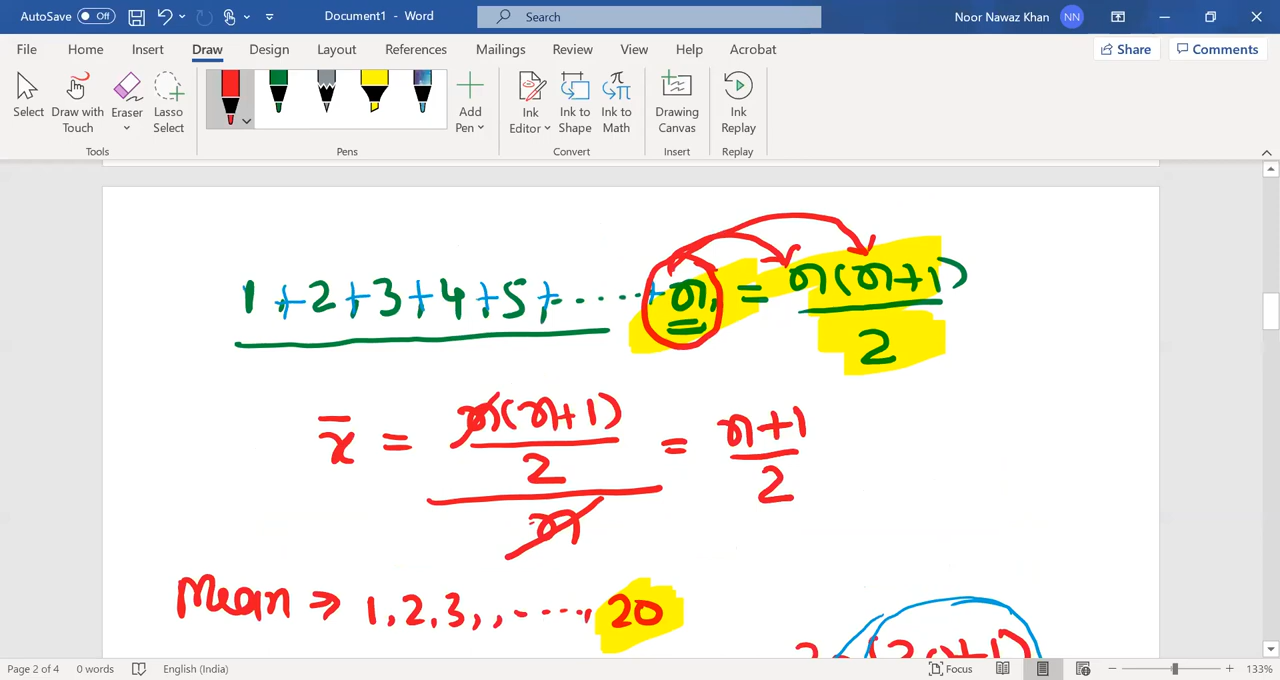 AutoSave Off Document1 - Word Search Noor Nawaz Khan NN
File Home Insert Draw Design Layout References Mailings Review View Help Acrobat Share Comments
Select Draw with Touch Eraser Lasso Select Add Pen Ink Editor Ink to Shape Ink to Math Drawing Canvas Ink Replay
Tools Pens Convert Insert Replay
1 + 2 + 3 + 4 + 5 + ..... + n, = n(n+1) / 2
x̄ = n(n+1) / 2 / n = n+1 / 2
Mean ⇒ 1, 2, 3, , ....., 20
(2n+1)
Page 2 of 4 0 words English (India) Focus 133%